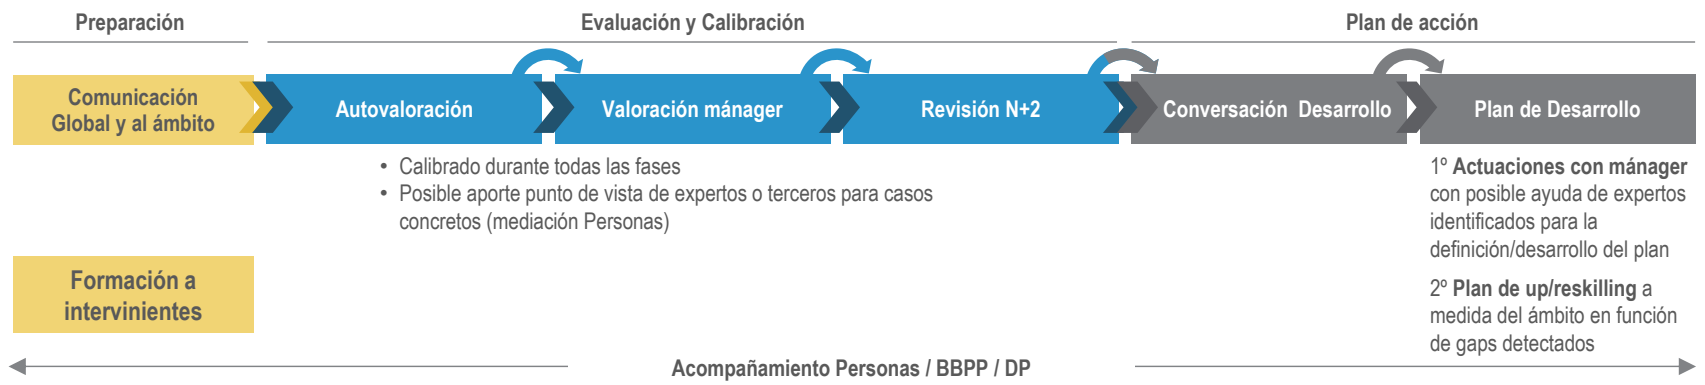 Preparación
Evaluación y Calibración
Plan de acción
Comunicación
Global y al ámbito
Autovaloración
Valoración mánager
Revisión N+2
Conversación Desarrollo
Plan de Desarrollo
• Calibrado durante todas las fases
• Posible aporte punto de vista de expertos o terceros para casos
concretos (mediación Personas)
1º Actuaciones con mánager
con posible ayuda de expertos
identificados para la
definición/desarrollo del plan
Formación a
intervinientes
2º Plan de up/reskilling a
medida del ámbito en función
de gaps detectados
Acompañamiento Personas / BBPP / DP